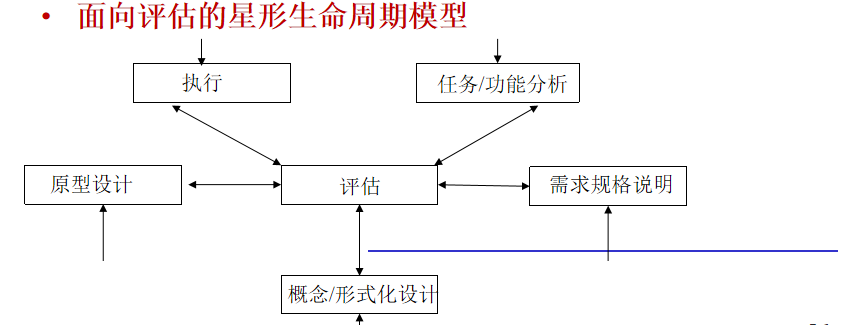 • 面向评估的星形生命周期模型
执行
任务/功能分析
原型设计
评估
需求规格说明
概念/形式化设计